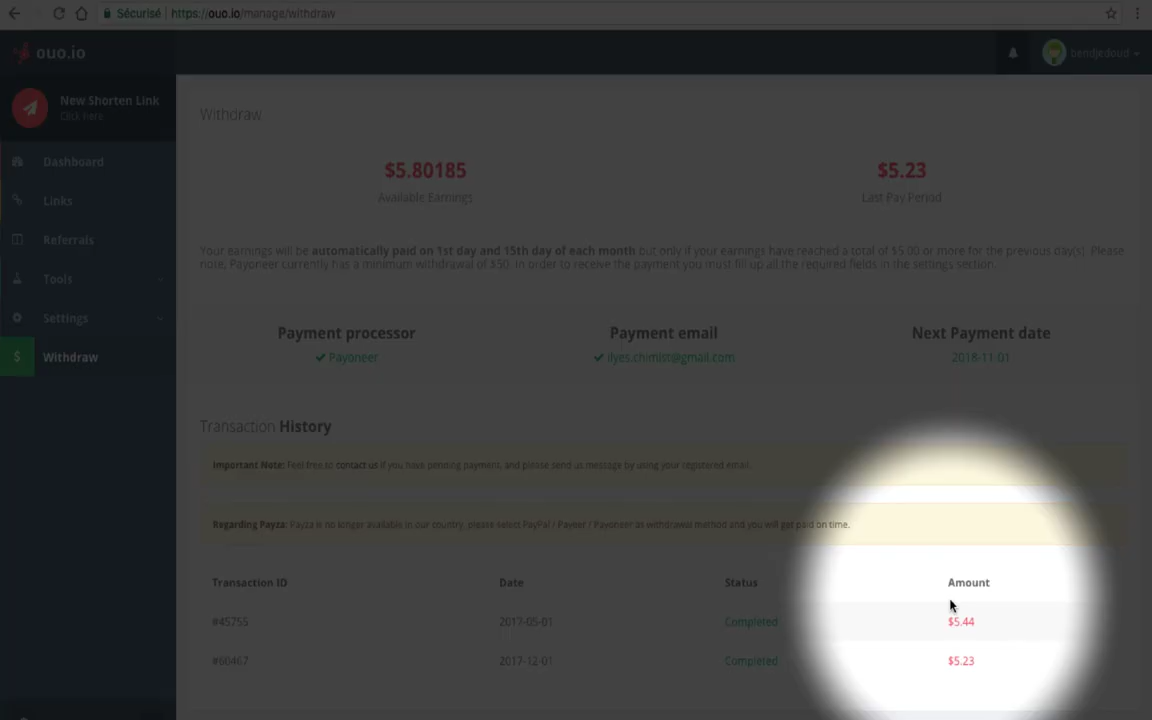 Sécurisé https://ouo.io/manage/withdraw
ouo.io
bendjedoud
New Shorten Link
Click here
Dashboard
Links
Referrals
Tools
Settings
$ Withdraw
Withdraw
$5.80185
$5.23
Available Earnings
Last Pay Period
Your earnings will be automatically paid on 1st day and 15th day of each month but only if your earnings have reached a total of $5.00 or more for the previous day(s). Please
note, Payoneer currently has a minimum withdrawal of $50. In order to receive the payment you must fill up all the required fields in the settings section.
Payment processor
Payment email
Next Payment date
Payoneer
ilyes.chimist@gmail.com
2018-11-01
Transaction History
Important Note: Feel free to contact us if you have pending payment, and please send us message by using your registered email.
Regarding Payza: Payza is no longer available in our country, please select PayPal / Payeer / Payoneer as withdrawal method and you will get paid on time.
Transaction ID Date Status Amount
#45755 2017-05-01 Completed $5.44
#60467 2017-12-01 Completed $5.23